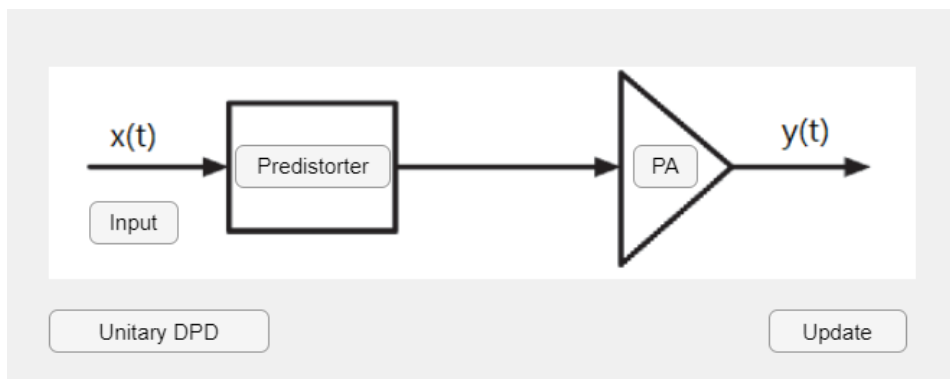 x(t)
y(t)
Predistorter
PA
Input
Unitary DPD
Update